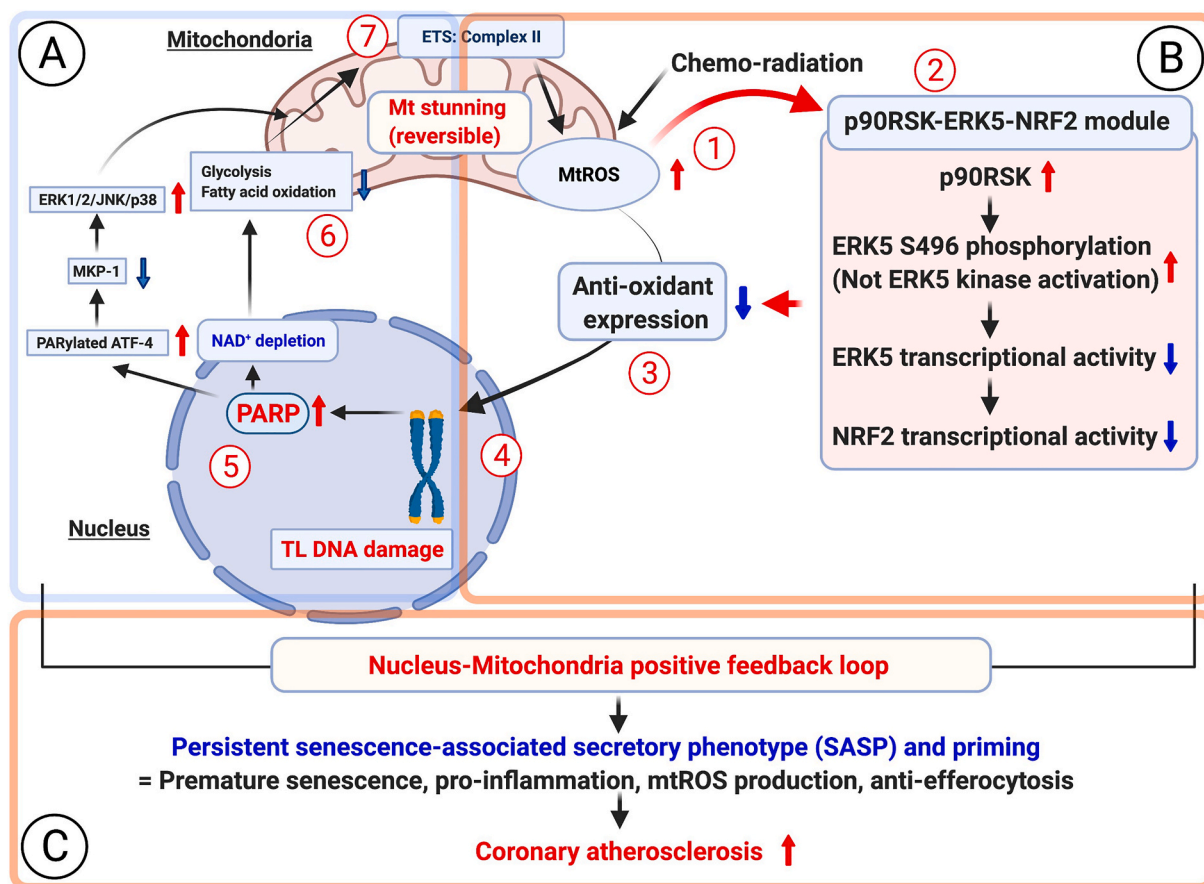 A
Mitochondoria
7
ETS: Complex II
Chemo-radiation
2
B
Mt stunning
(reversible)
1
p90RSK-ERK5-NRF2 module
MtROS
p90RSK
ERK5 S496 phosphorylation
(Not ERK5 kinase activation)
ERK5 transcriptional activity
NRF2 transcriptional activity
Anti-oxidant
expression
3
Glycolysis
Fatty acid oxidation
6
ERK1/2/JNK/p38
MKP-1
PARylated ATF-4
NAD⁺ depletion
PARP
5
4
Nucleus
TL DNA damage
Nucleus-Mitochondria positive feedback loop
Persistent senescence-associated secretory phenotype (SASP) and priming
= Premature senescence, pro-inflammation, mtROS production, anti-efferocytosis
C
Coronary atherosclerosis